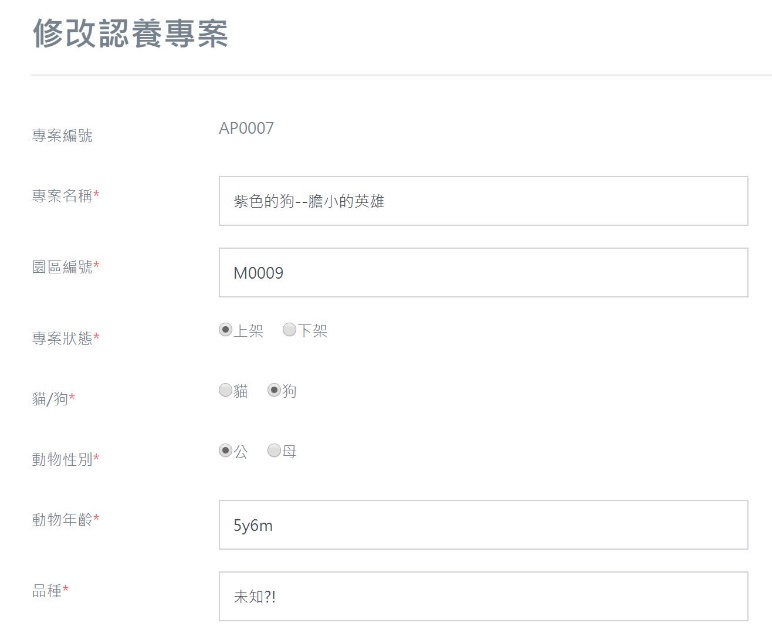 修改認養專案
專案編號 AP0007
專案名稱* 紫色的狗--膽小的英雄
園區編號* M0009
專案狀態* 上架 下架
貓/狗* 貓 狗
動物性別* 公 母
動物年齡* 5y6m
品種* 未知?!